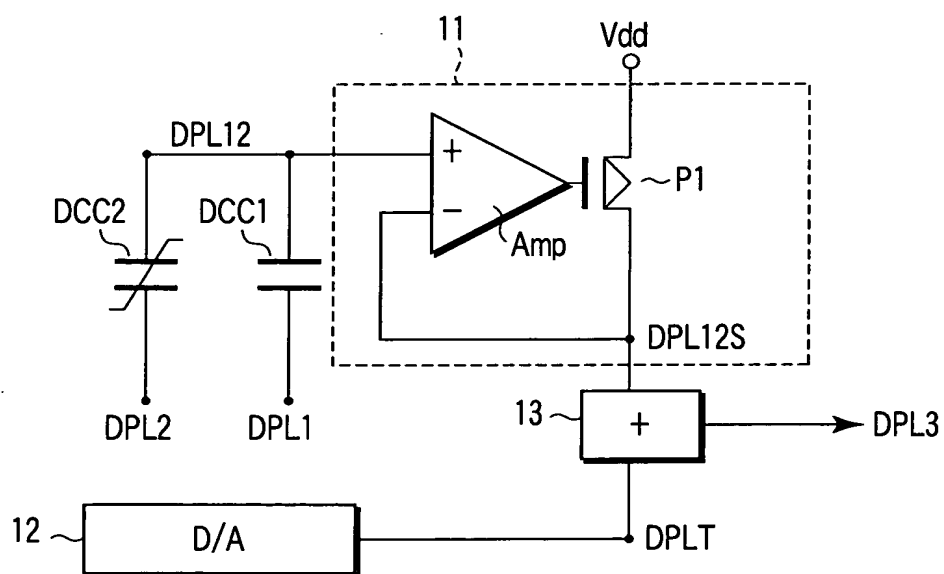 11
Vdd
DPL12
+
P1
DCC2
DCC1
−
Amp
DPL12S
DPL2
DPL1
13
+
DPL3
12
D/A
DPLT